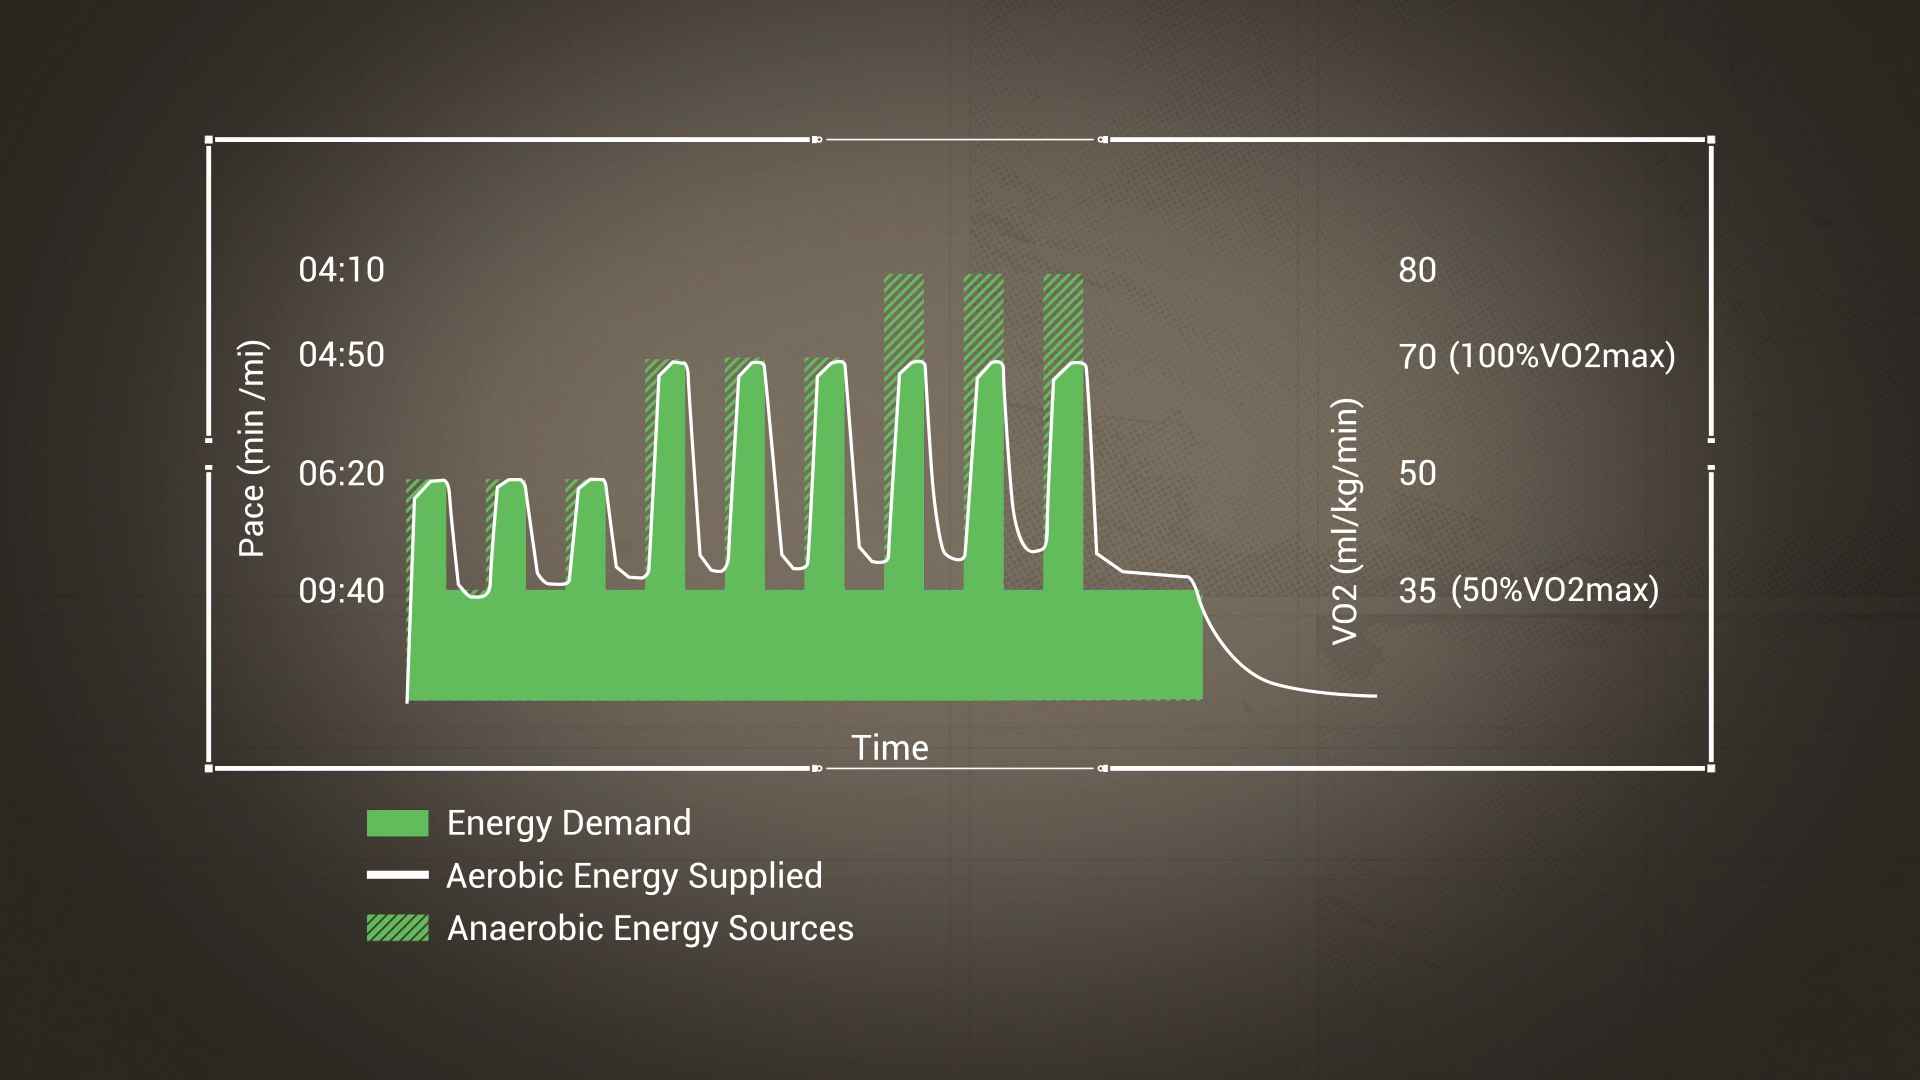 04:10
04:50
06:20
09:40
Pace (min /mi)
80
70 (100%VO2max)
50
35 (50%VO2max)
VO2 (ml/kg/min)
Time
Energy Demand
Aerobic Energy Supplied
Anaerobic Energy Sources